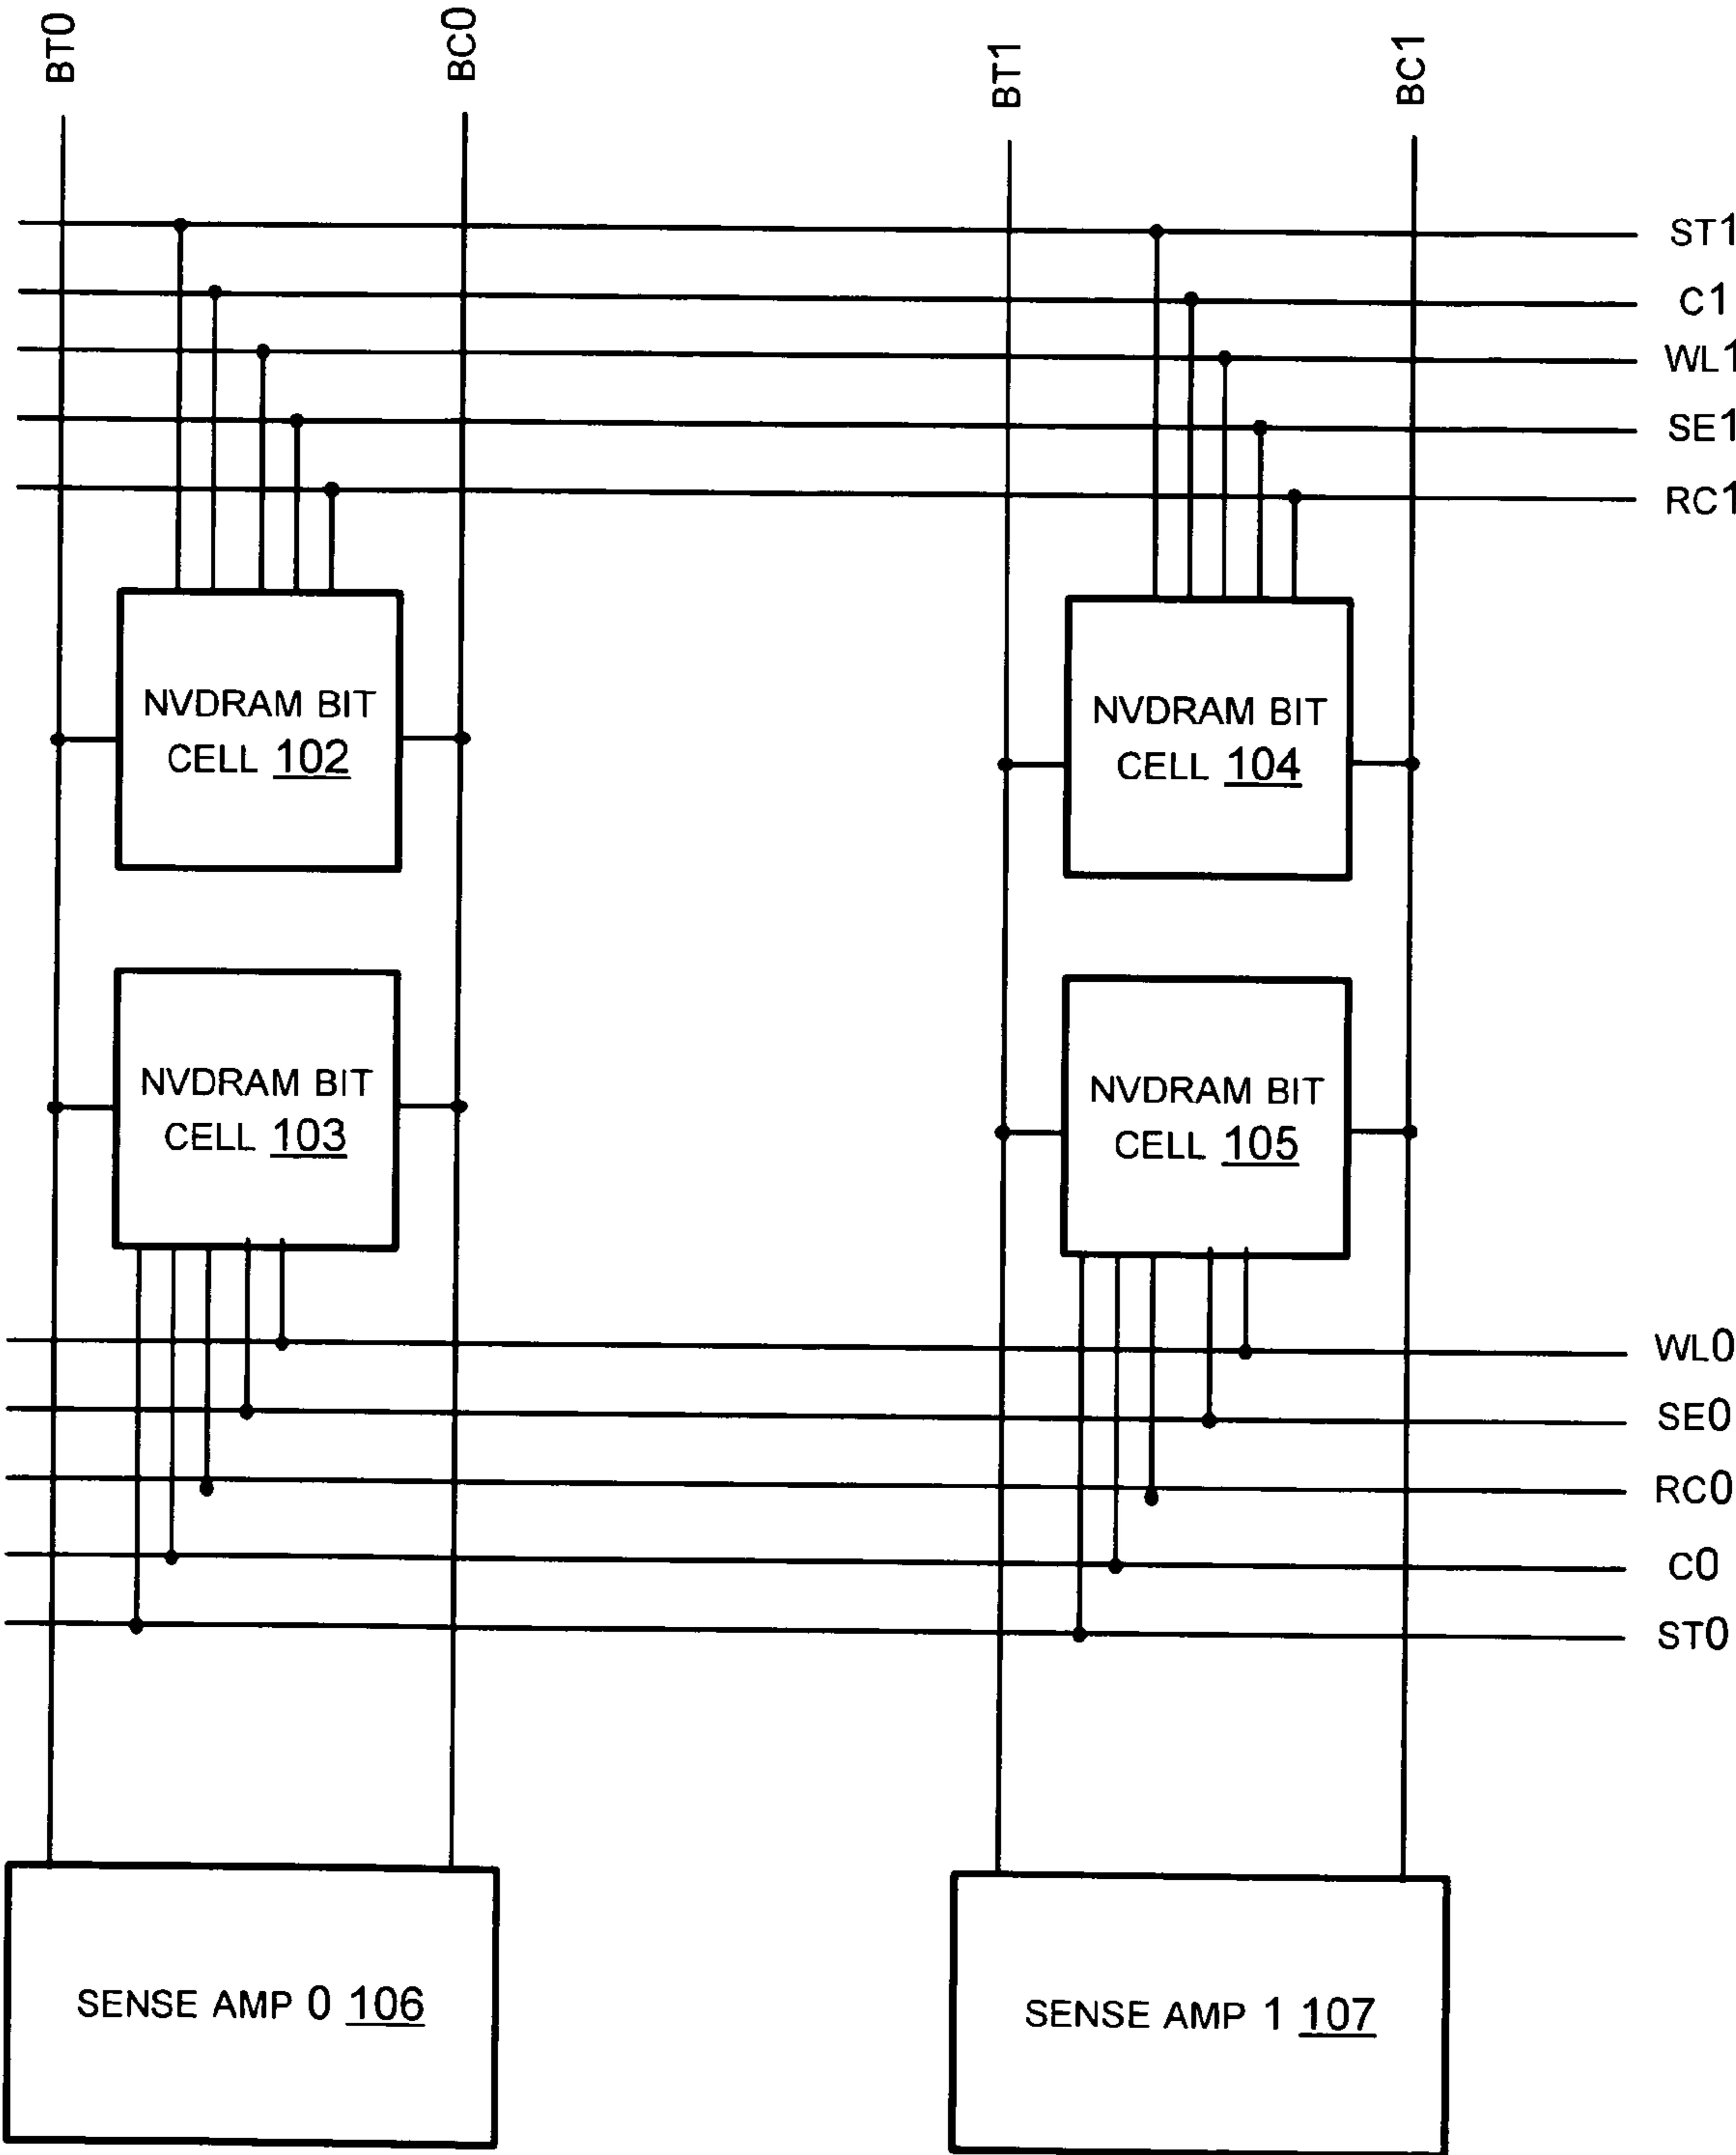 BT0
BC0
BT1
BC1
ST1
C1
WL1
SE1
RC1
NVDRAM BIT
CELL 102
NVDRAM BIT
CELL 104
NVDRAM BIT
CELL 103
NVDRAM BIT
CELL 105
WL0
SE0
RC0
C0
ST0
SENSE AMP 0 106
SENSE AMP 1 107